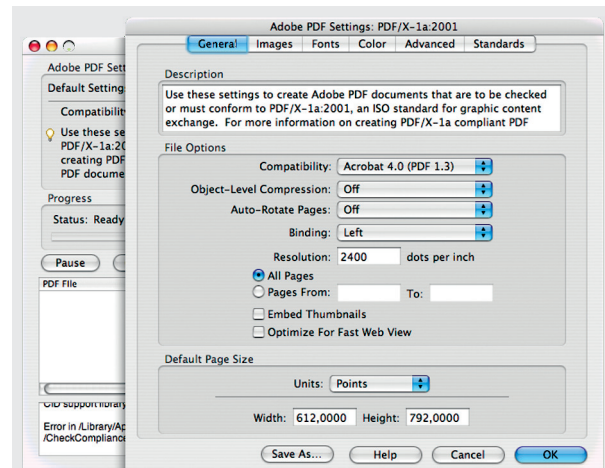 Adobe PDF Settings: PDF/X-1a:2001
General Images Fonts Color Advanced Standards
Description
Use these settings to create Adobe PDF documents that are to be checked
or must conform to PDF/X-1a:2001, an ISO standard for graphic content
exchange. For more information on creating PDF/X-1a compliant PDF
File Options
Compatibility: Acrobat 4.0 (PDF 1.3)
Object-Level Compression: Off
Auto-Rotate Pages: Off
Binding: Left
Resolution: 2400 dots per inch
All Pages
Pages From: To:
Embed Thumbnails
Optimize For Fast Web View
Default Page Size
Units: Points
Width: 612,0000 Height: 792,0000
Save As... Help Cancel OK
Adobe PDF Sett
Default Setting
Compatibilit
Use these se
PDF/X-1a:20
creating PDF
PDF docume
Progress
Status: Ready
Pause
PDF File
CID support library
Error in /Library/Ap
/CheckCompliance